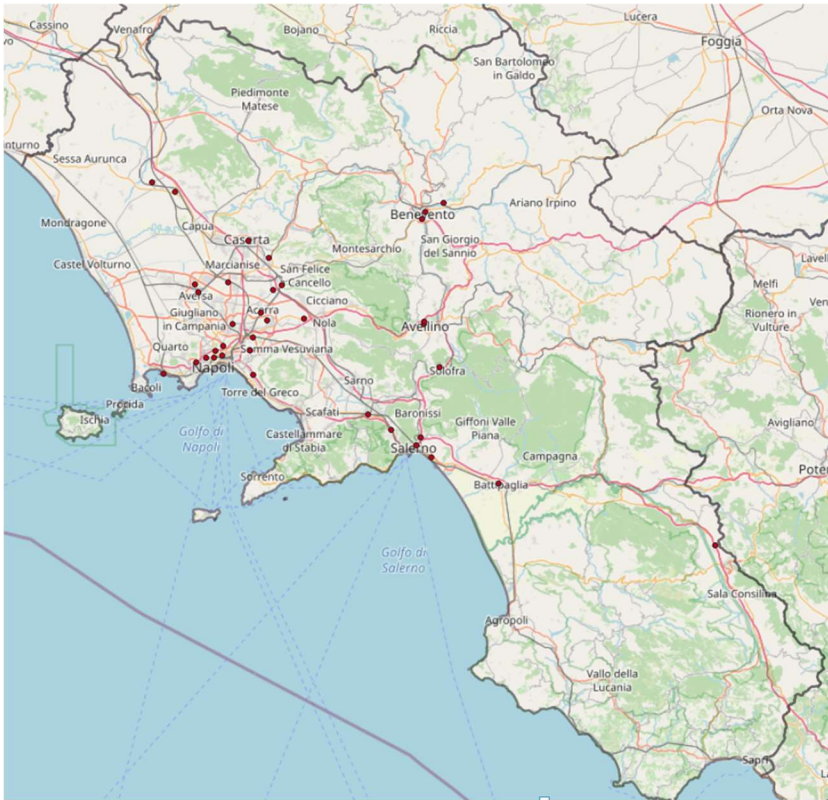 Cassino
Venafro
Bojano
Riccia
Lucera
Foggia
San Bartolomeo
in Galdo
Piedimonte
Matese
Orta Nova
Sessa Aurunca
Ariano Irpino
Benevento
Mondragone
Capua
Caserta
San Giorgio
del Sannio
Montesarchio
Castel Volturno
Marcianise
San Felice
Cancello
Melfi
Aversa
Cicciano
Acerra
Giugliano
in Campania
Nola
Avellino
Rionero in
Vulture
Quarto
Somma Vesuviana
Napoli
Solofra
Bacoli
Sarno
Torre del Greco
Procida
Ischia
Scafati
Baronissi
Giffoni Valle
Piana
Avigliano
Golfo di
Napoli
Castellammare
di Stabia
Salerno
Campagna
Sorrento
Battipaglia
Golfo di
Salerno
Sala Consilina
Agropoli
Vallo della
Lucania
Sapri